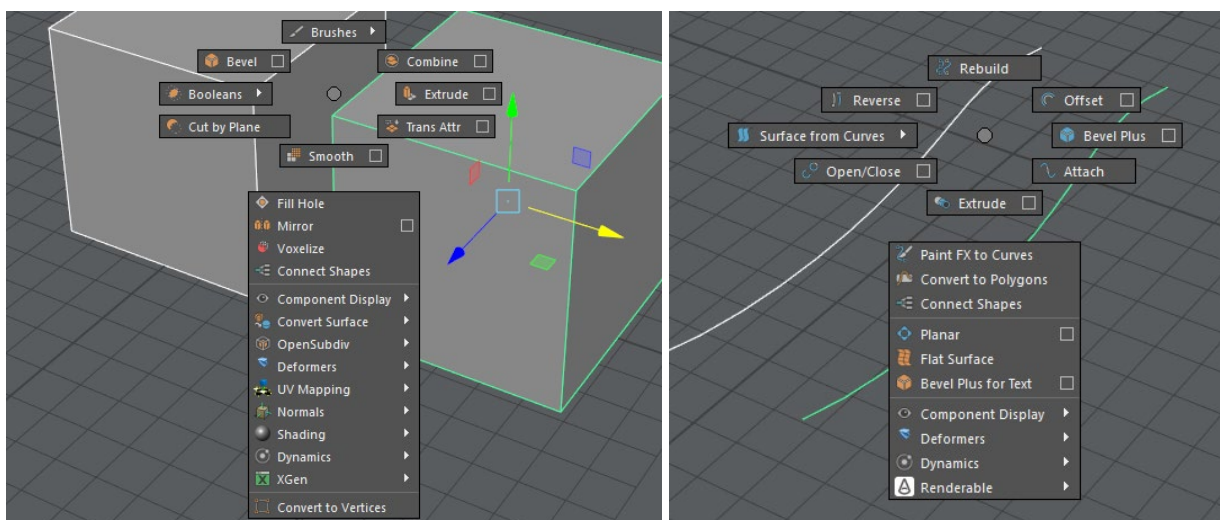 Brushes
Bevel
Combine
Booleans
Extrude
Cut by Plane
Trans Attr
Smooth
Fill Hole
Mirror
Voxelize
Connect Shapes
Component Display
Convert Surface
OpenSubdiv
Deformers
UV Mapping
Normals
Shading
Dynamics
XGen
Convert to Vertices
Rebuild
Reverse
Offset
Surface from Curves
Bevel Plus
Open/Close
Attach
Extrude
Paint FX to Curves
Convert to Polygons
Connect Shapes
Planar
Flat Surface
Bevel Plus for Text
Component Display
Deformers
Dynamics
Renderable